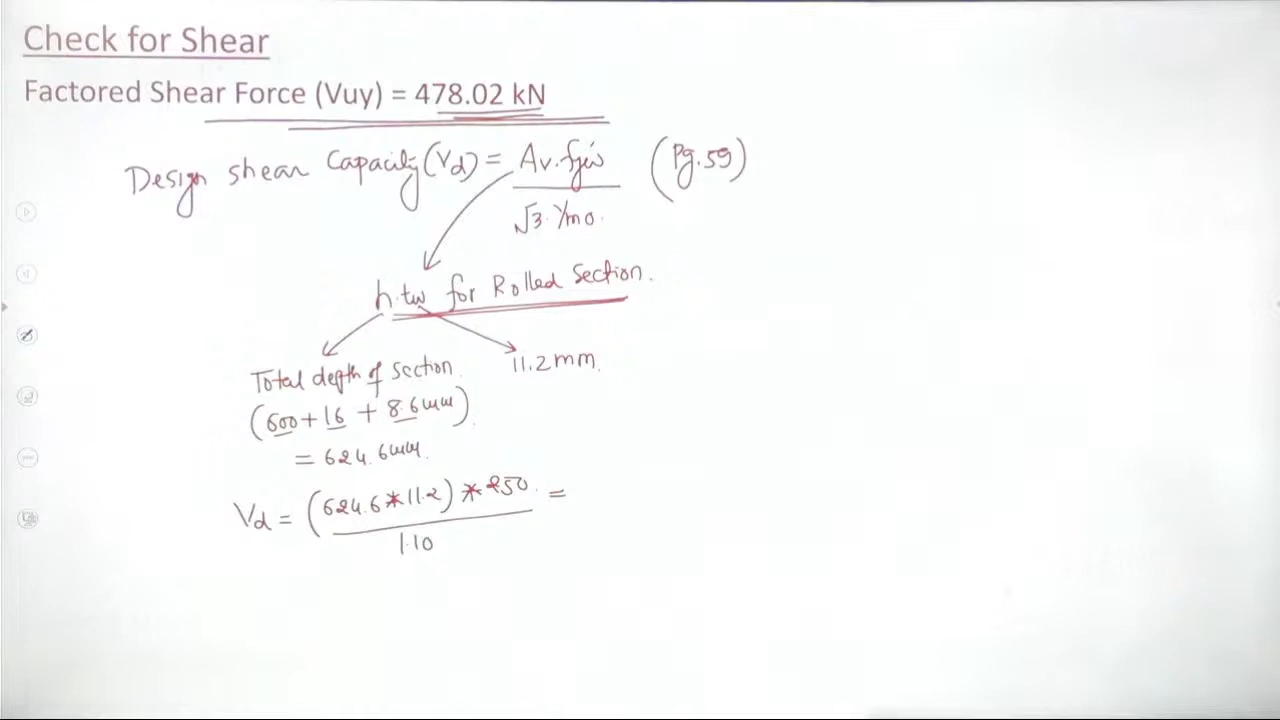 Check for Shear
Factored Shear Force (Vuy) = 478.02 kN
Design shear Capacity (Vd) = Av.fyw (Pg.59)
√3.γmo.
h.tw for Rolled Section.
Total depth of Section. 11.2mm.
(600+16 + 8.6mm)
= 624.6mm.
Vd = (624.6*11.2) * 250. =
1.10